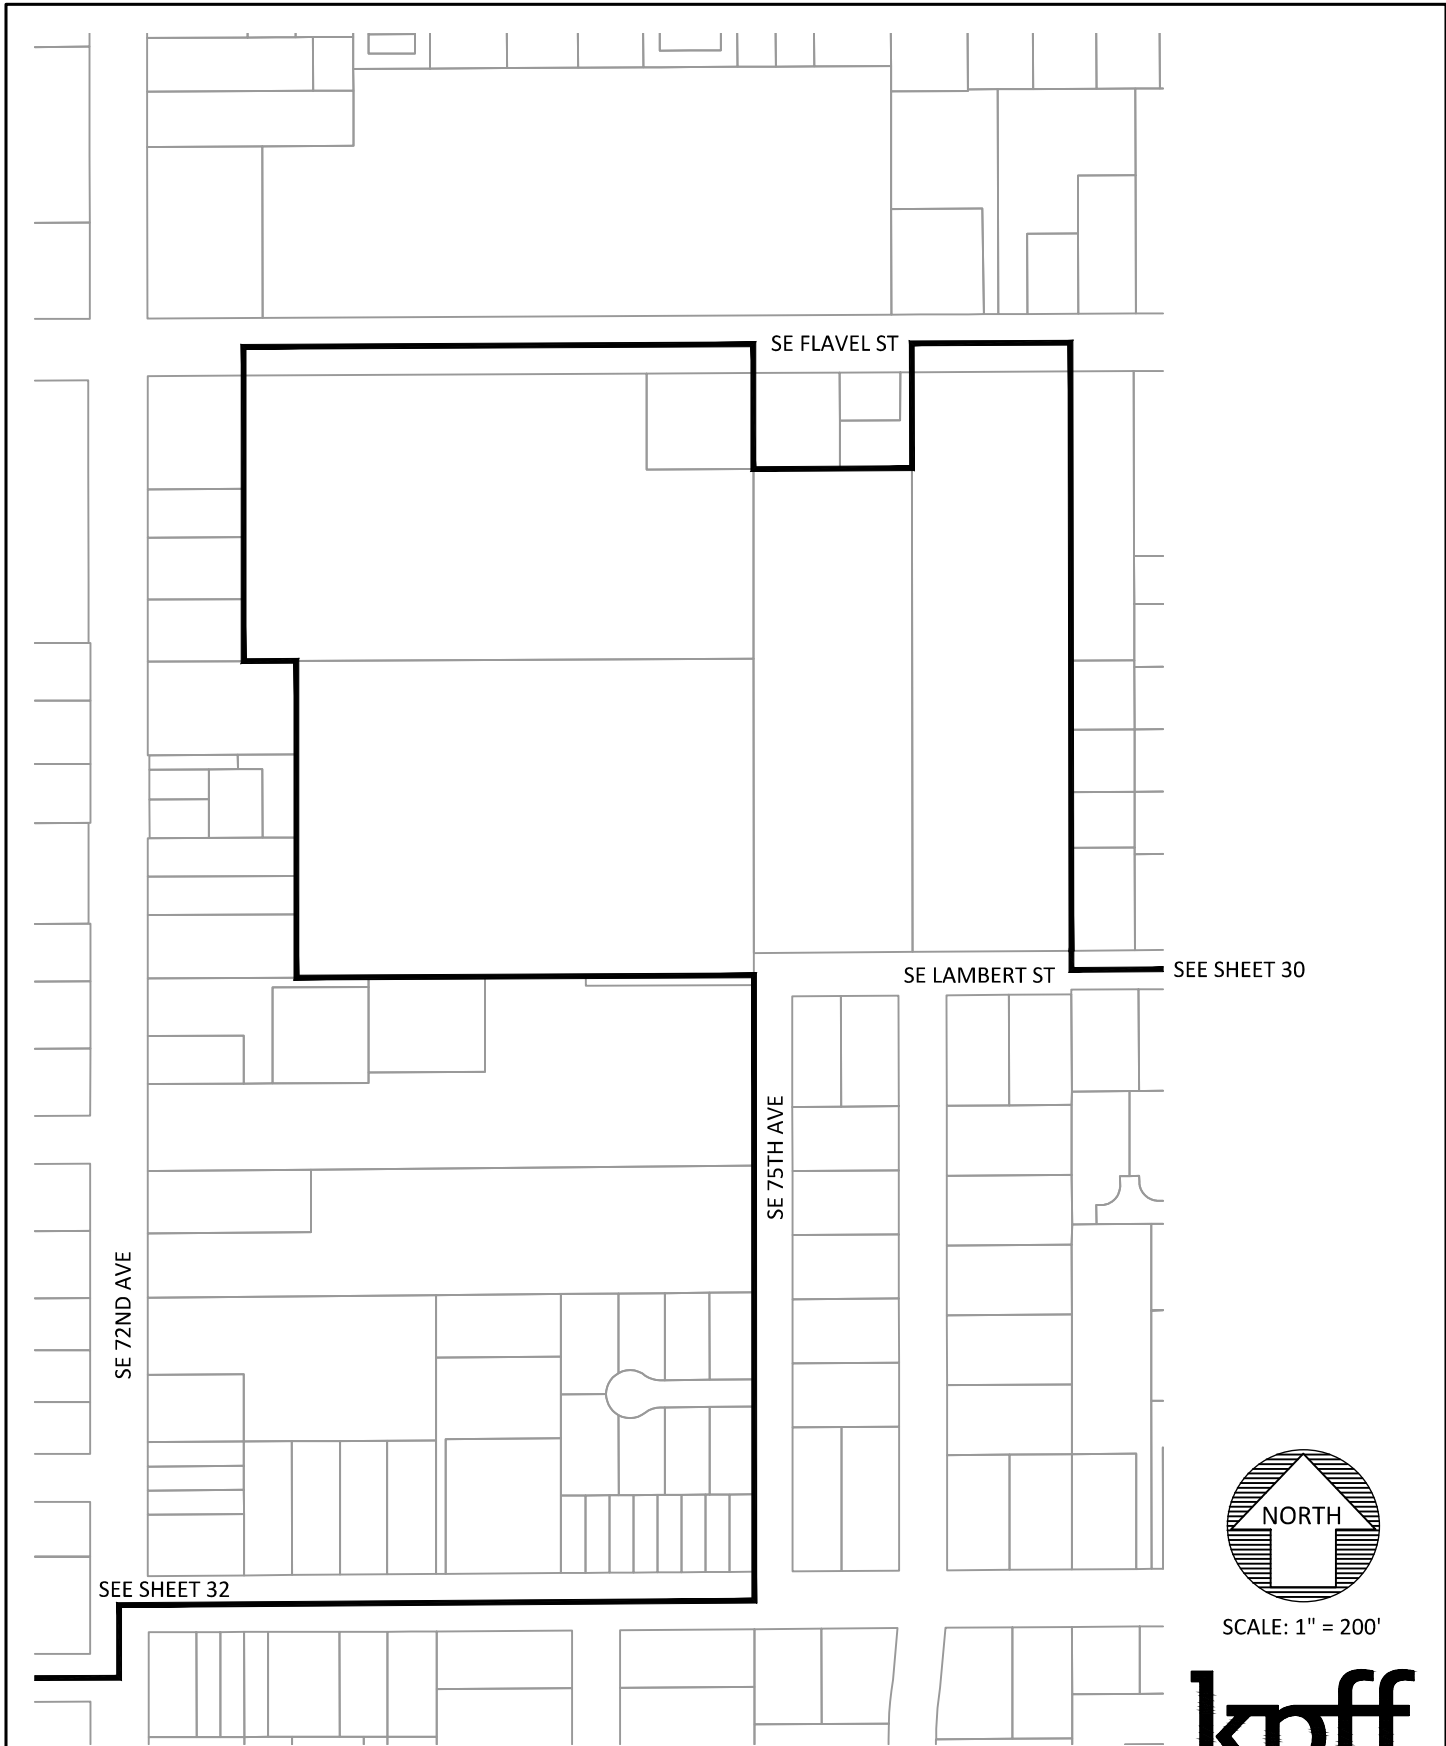 SE FLAVEL ST
SE LAMBERT ST
SEE SHEET 30
SE 75TH AVE
SE 72ND AVE
NORTH
SEE SHEET 32
SCALE: 1" = 200'
kpff